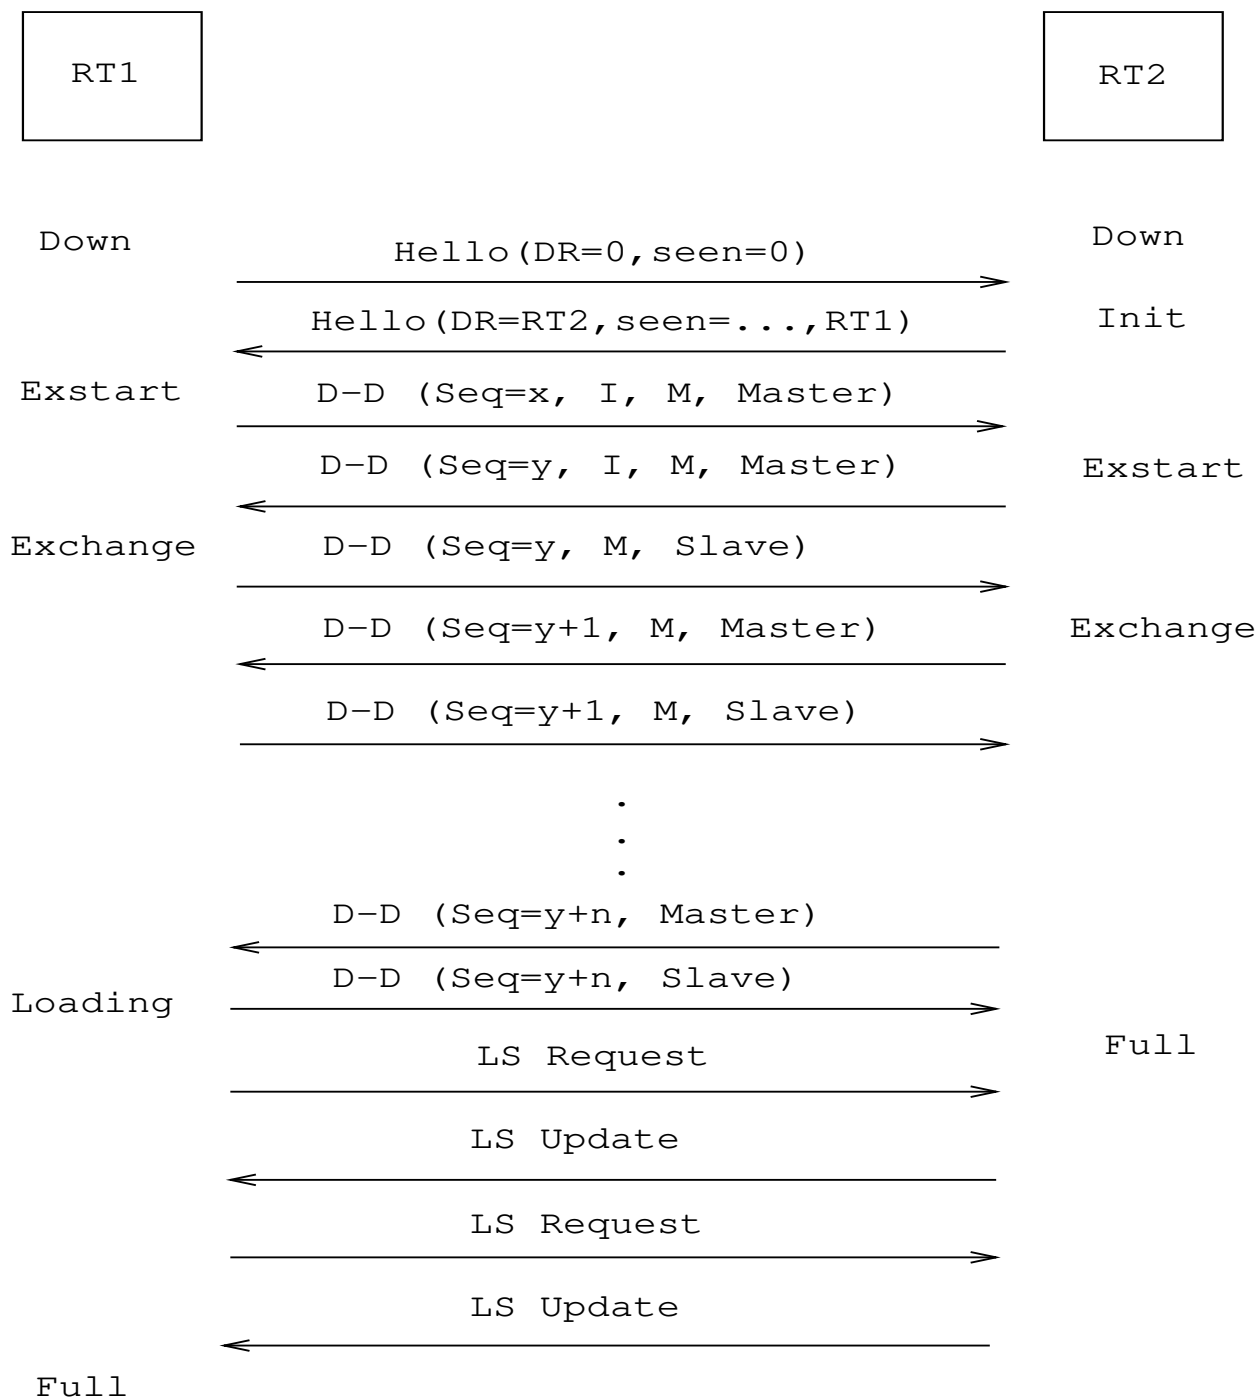 RT1
RT2
Down
Hello(DR=0,seen=0)
Down
Hello(DR=RT2,seen=...,RT1)
Init
Exstart
D-D (Seq=x, I, M, Master)
D-D (Seq=y, I, M, Master)
Exstart
Exchange
D-D (Seq=y, M, Slave)
D-D (Seq=y+1, M, Master)
Exchange
D-D (Seq=y+1, M, Slave)
.
.
.
D-D (Seq=y+n, Master)
D-D (Seq=y+n, Slave)
Loading
Full
LS Request
LS Update
LS Request
LS Update
Full